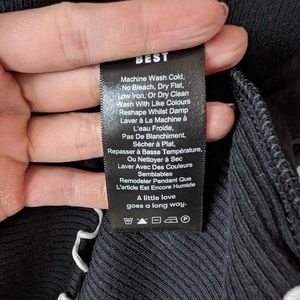 BEST
Machine Wash Cold,
No Bleach, Dry Flat,
Low Iron, Or Dry Clean
Wash With Like Colours
Reshape Whilst Damp
Laver À La Machine À
L'eau Froide,
Pas De Blanchiment,
Sécher À Plat,
Repasser À Basse Température,
Ou Nettoyer À Sec
Avec Des Couleurs
Semblables
Remodeler Pendant Que
L'article Est Encore Humide
A little love
goes a long way.